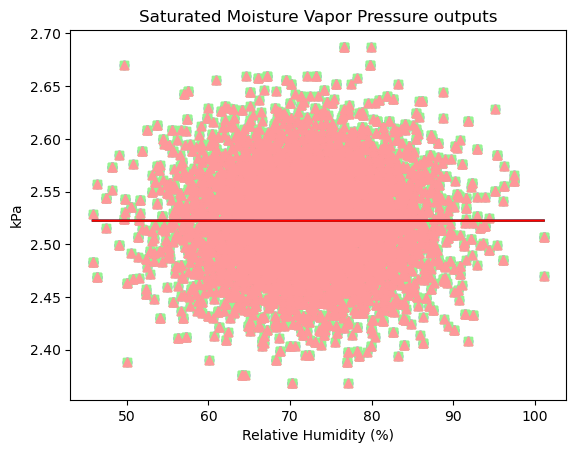 Saturated Moisture Vapor Pressure outputs
2.70
2.65
2.60
2.55
2.50
2.45
2.40
kPa
50 60 70 80 90 100
Relative Humidity (%)